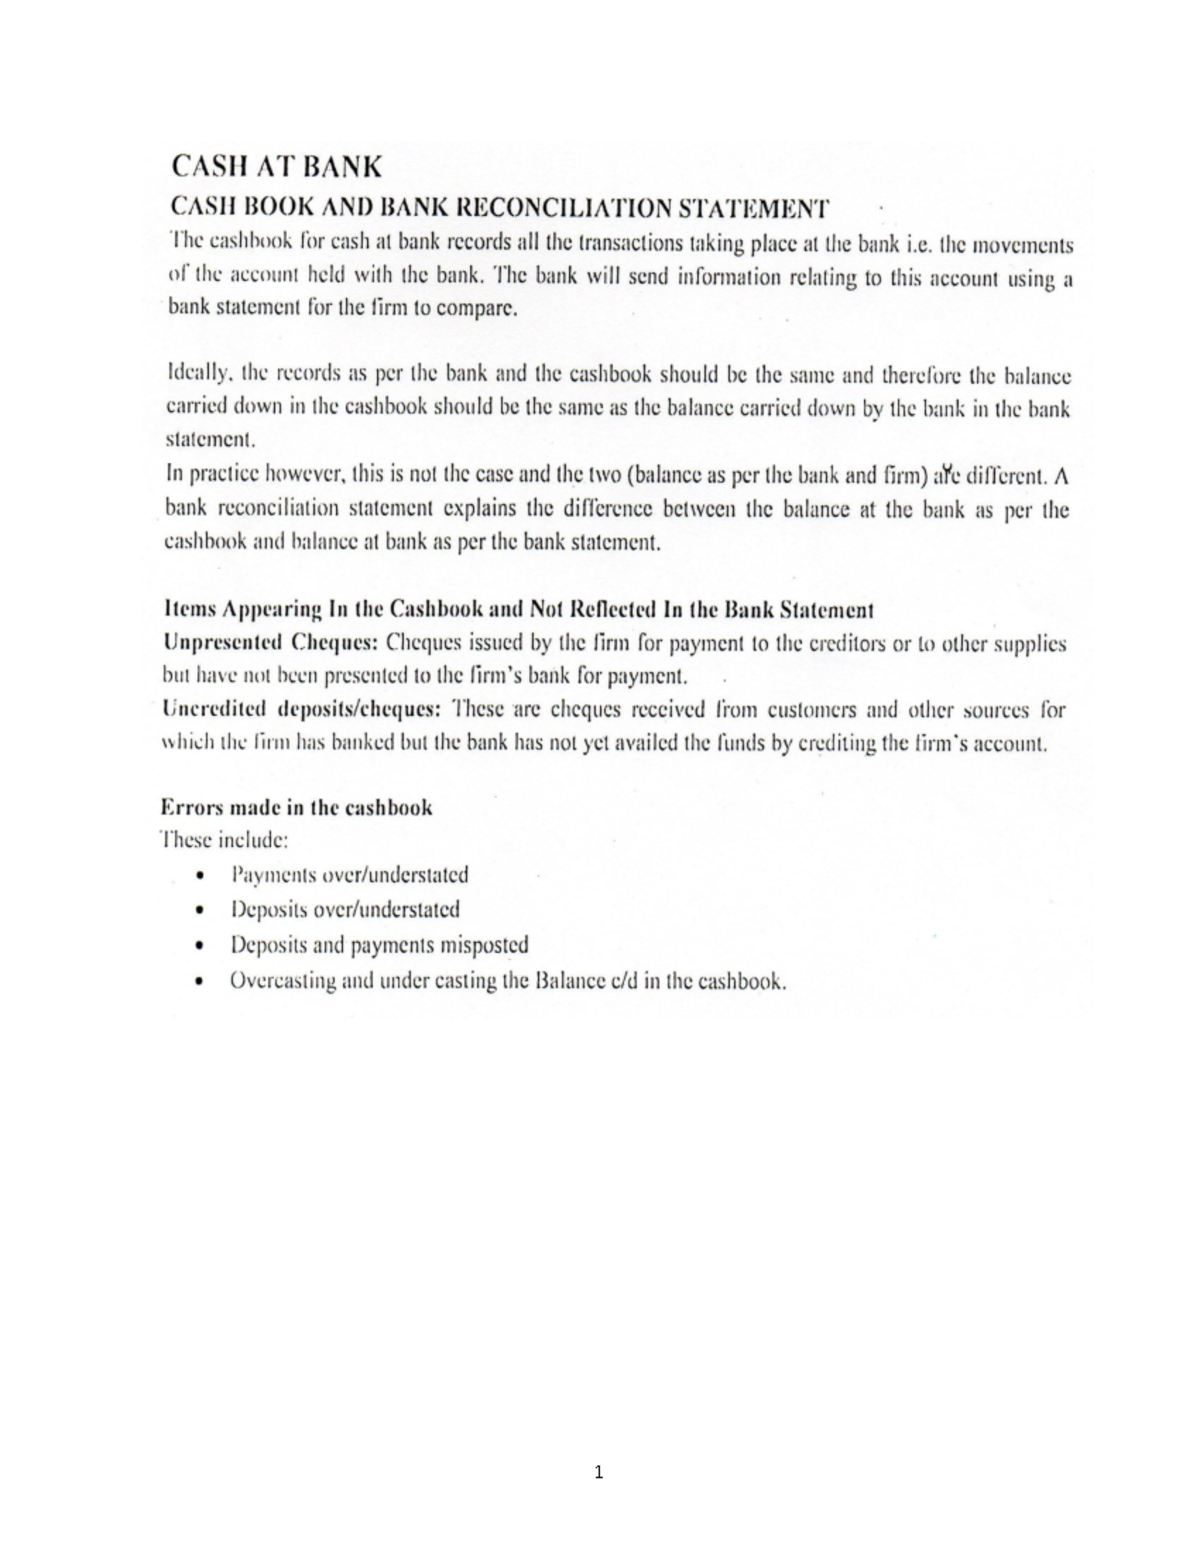 CASH AT BANK
CASH BOOK AND BANK RECONCILIATION STATEMENT
The cashbook for cash at bank records all the transactions taking place at the bank i.e. the movements
of the account held with the bank. The bank will send information relating to this account using a
bank statement for the firm to compare.
Ideally, the records as per the bank and the cashbook should be the same and therefore the balance
carried down in the cashbook should be the same as the balance carried down by the bank in the bank
statement.
In practice however, this is not the case and the two (balance as per the bank and firm) are different. A
bank reconciliation statement explains the difference between the balance at the bank as per the
cashbook and balance at bank as per the bank statement.
Items Appearing In the Cashbook and Not Reflected In the Bank Statement
Unpresented Cheques: Cheques issued by the firm for payment to the creditors or to other supplies
but have not been presented to the firm's bank for payment.
Uncredited deposits/cheques: These are cheques received from customers and other sources for
which the firm has banked but the bank has not yet availed the funds by crediting the firm's account.
Errors made in the cashbook
These include:
• Payments over/understated
• Deposits over/understated
• Deposits and payments misposted
• Overcasting and under casting the Balance c/d in the cashbook.
1